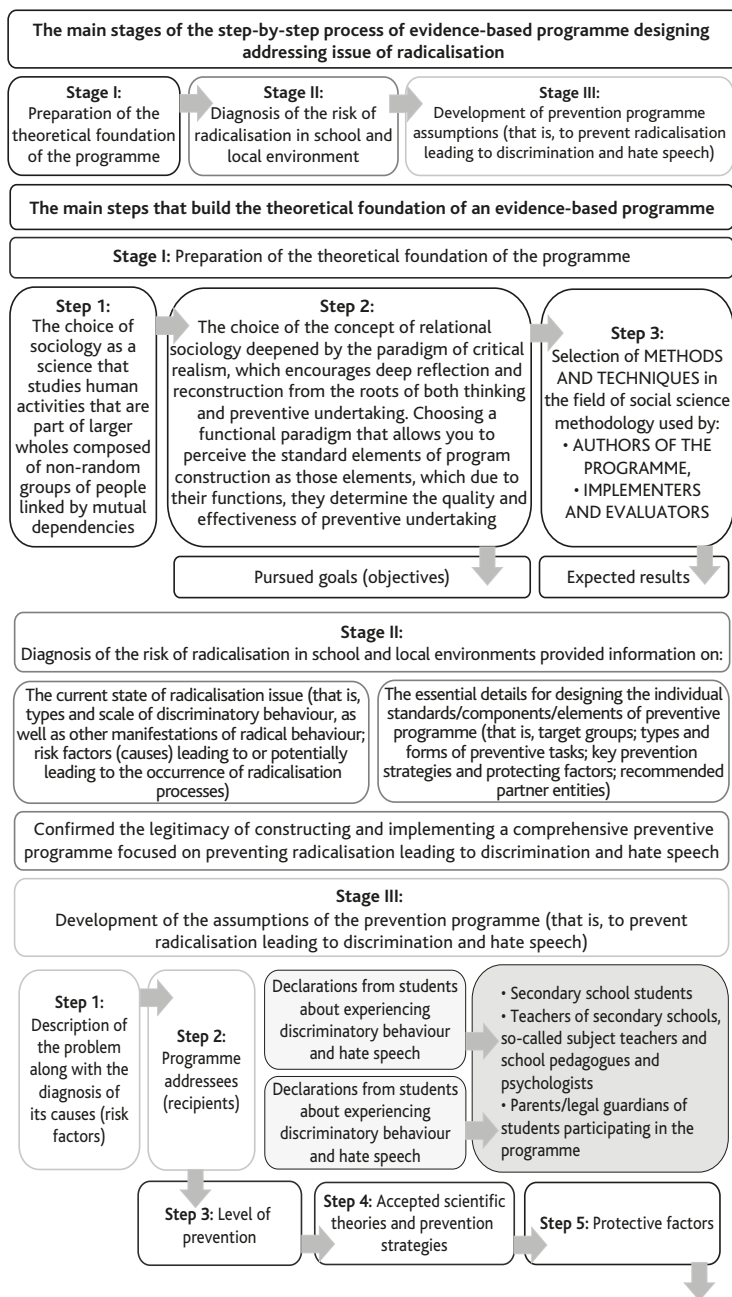 The main stages of the step-by-step process of evidence-based programme designing
addressing issue of radicalisation
Stage I:
Preparation of the
theoretical foundation
of the programme
Stage II:
Diagnosis of the risk of
radicalisation in school and
local environment
Stage III:
Development of prevention programme
assumptions (that is, to prevent radicalisation
leading to discrimination and hate speech)
The main steps that build the theoretical foundation of an evidence-based programme
Stage I: Preparation of the theoretical foundation of the programme
Step 1:
The choice of
sociology as a
science that
studies human
activities that are
part of larger
wholes composed
of non-random
groups of people
linked by mutual
dependencies
Step 2:
The choice of the concept of relational
sociology deepened by the paradigm of critical
realism, which encourages deep reflection and
reconstruction from the roots of both thinking
and preventive undertaking. Choosing a
functional paradigm that allows you to
perceive the standard elements of program
construction as those elements, which due to
their functions, they determine the quality and
effectiveness of preventive undertaking
Step 3:
Selection of METHODS
AND TECHNIQUES in
the field of social science
methodology used by:
• AUTHORS OF THE
PROGRAMME,
• IMPLEMENTERS
AND EVALUATORS
Pursued goals (objectives)
Expected results
Stage II:
Diagnosis of the risk of radicalisation in school and local environments provided information on:
The current state of radicalisation issue (that is,
types and scale of discriminatory behaviour, as
well as other manifestations of radical behaviour;
risk factors (causes) leading to or potentially
leading to the occurrence of radicalisation
processes)
The essential details for designing the individual
standards/components/elements of preventive
programme (that is, target groups; types and
forms of preventive tasks; key prevention
strategies and protecting factors; recommended
partner entities)
Confirmed the legitimacy of constructing and implementing a comprehensive preventive
programme focused on preventing radicalisation leading to discrimination and hate speech
Stage III:
Development of the assumptions of the prevention programme (that is, to prevent
radicalisation leading to discrimination and hate speech)
Step 1:
Description of
the problem
along with the
diagnosis of
its causes (risk
factors)
Step 2:
Programme
addressees
(recipients)
Declarations from students
about experiencing
discriminatory behaviour
and hate speech
Declarations from students
about experiencing
discriminatory behaviour
and hate speech
• Secondary school students
• Teachers of secondary schools,
so-called subject teachers and
school pedagogues and
psychologists
• Parents/legal guardians of
students participating in the
programme
Step 3: Level of
prevention
Step 4: Accepted scientific
theories and prevention
strategies
Step 5: Protective factors